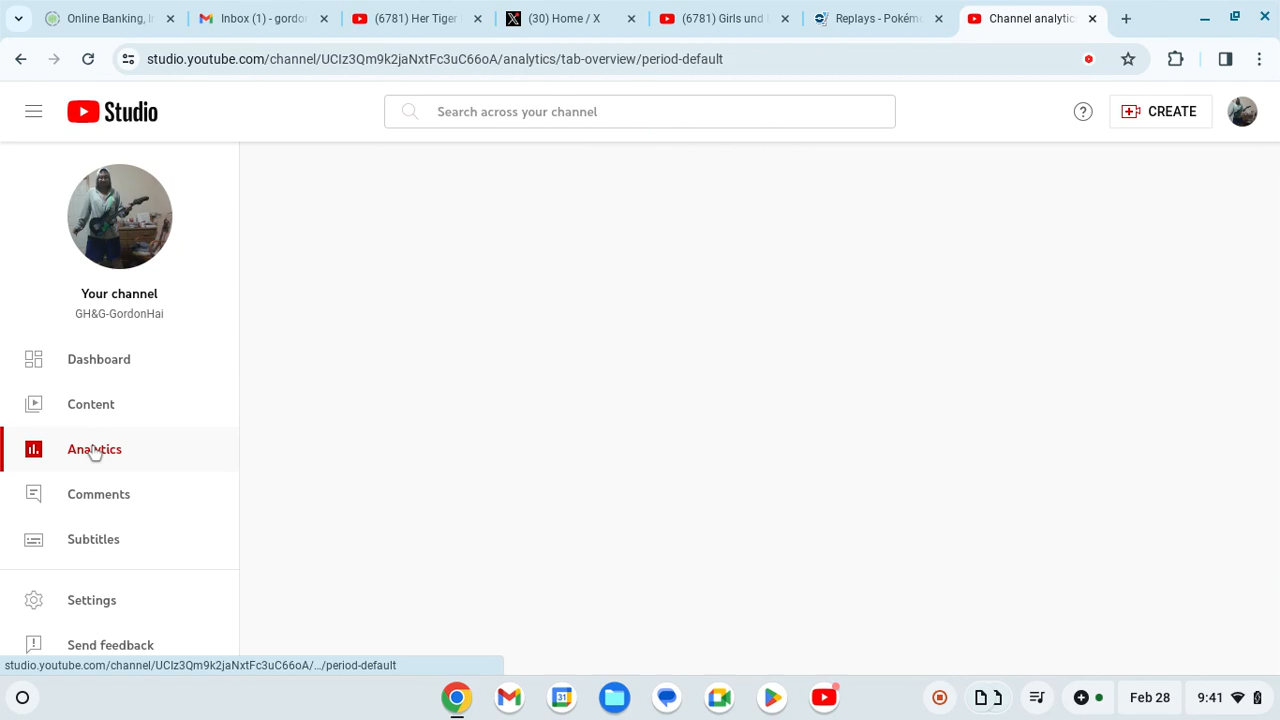 Online Banking, I
Inbox (1) - gordon
(6781) Her Tiger
(30) Home / X
(6781) Girls und
Replays - Pokém
Channel analytic
studio.youtube.com/channel/UCIz3Qm9k2jaNxtFc3uC66oA/analytics/tab-overview/period-default
Studio
Search across your channel
CREATE
Your channel
GH&G-GordonHai
Dashboard
Content
Analytics
Comments
Subtitles
Settings
Send feedback
studio.youtube.com/channel/UCIz3Qm9k2jaNxtFc3uC66oA/.../period-default
31
Feb 28
9:41